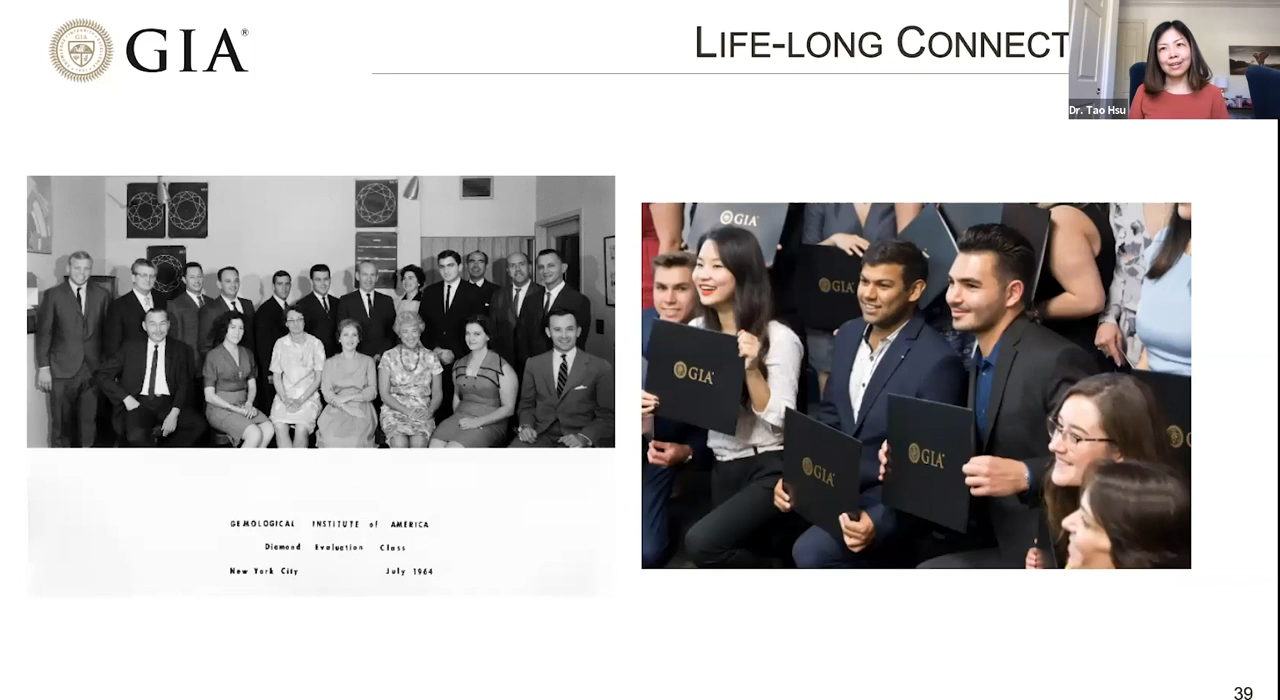 GIA®
LIFE-LONG CONNECT
Dr. Tao Hsu
GIA
GIA
GIA
GIA
GIA
GEMOLOGICAL INSTITUTE of AMERICA
Diamond Evaluation Class
New York City July 1964
39